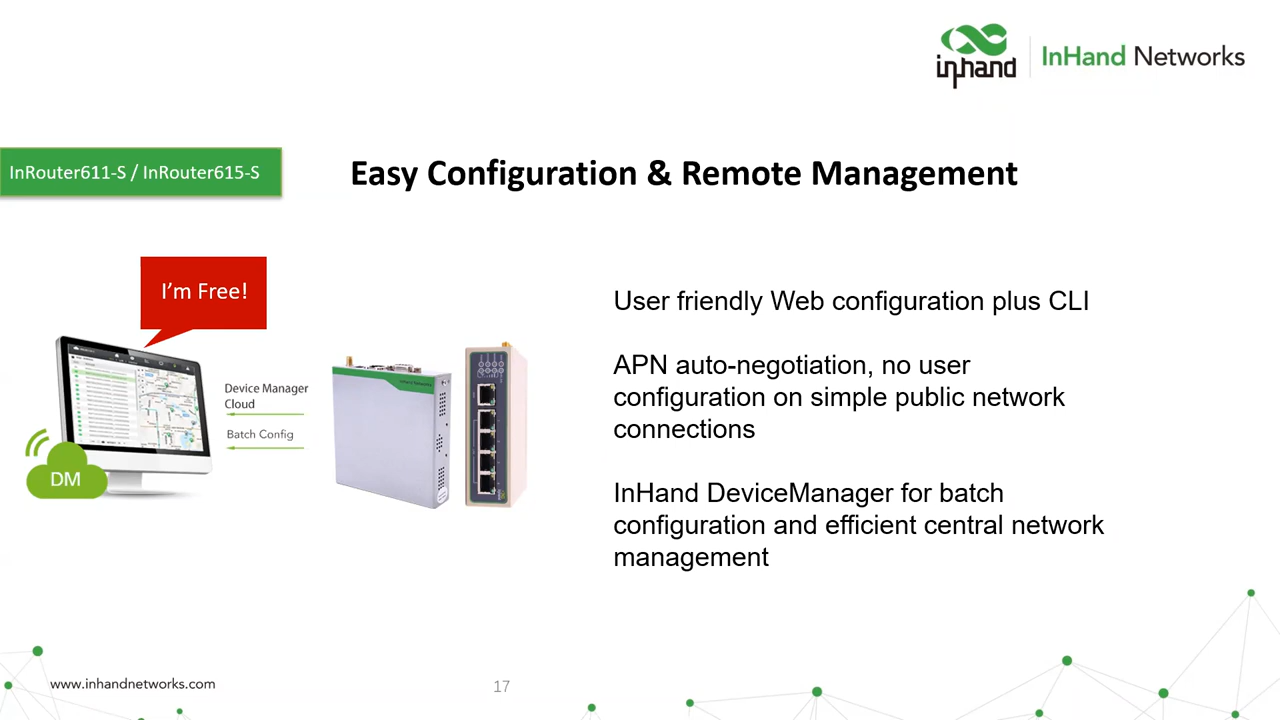 inhand
InHand Networks
InRouter611-S / InRouter615-S
Easy Configuration & Remote Management
I'm Free!
User friendly Web configuration plus CLI
APN auto-negotiation, no user
configuration on simple public network
connections
Device Manager
Cloud
Batch Config
DM
InHand DeviceManager for batch
configuration and efficient central network
management
www.inhandnetworks.com
17